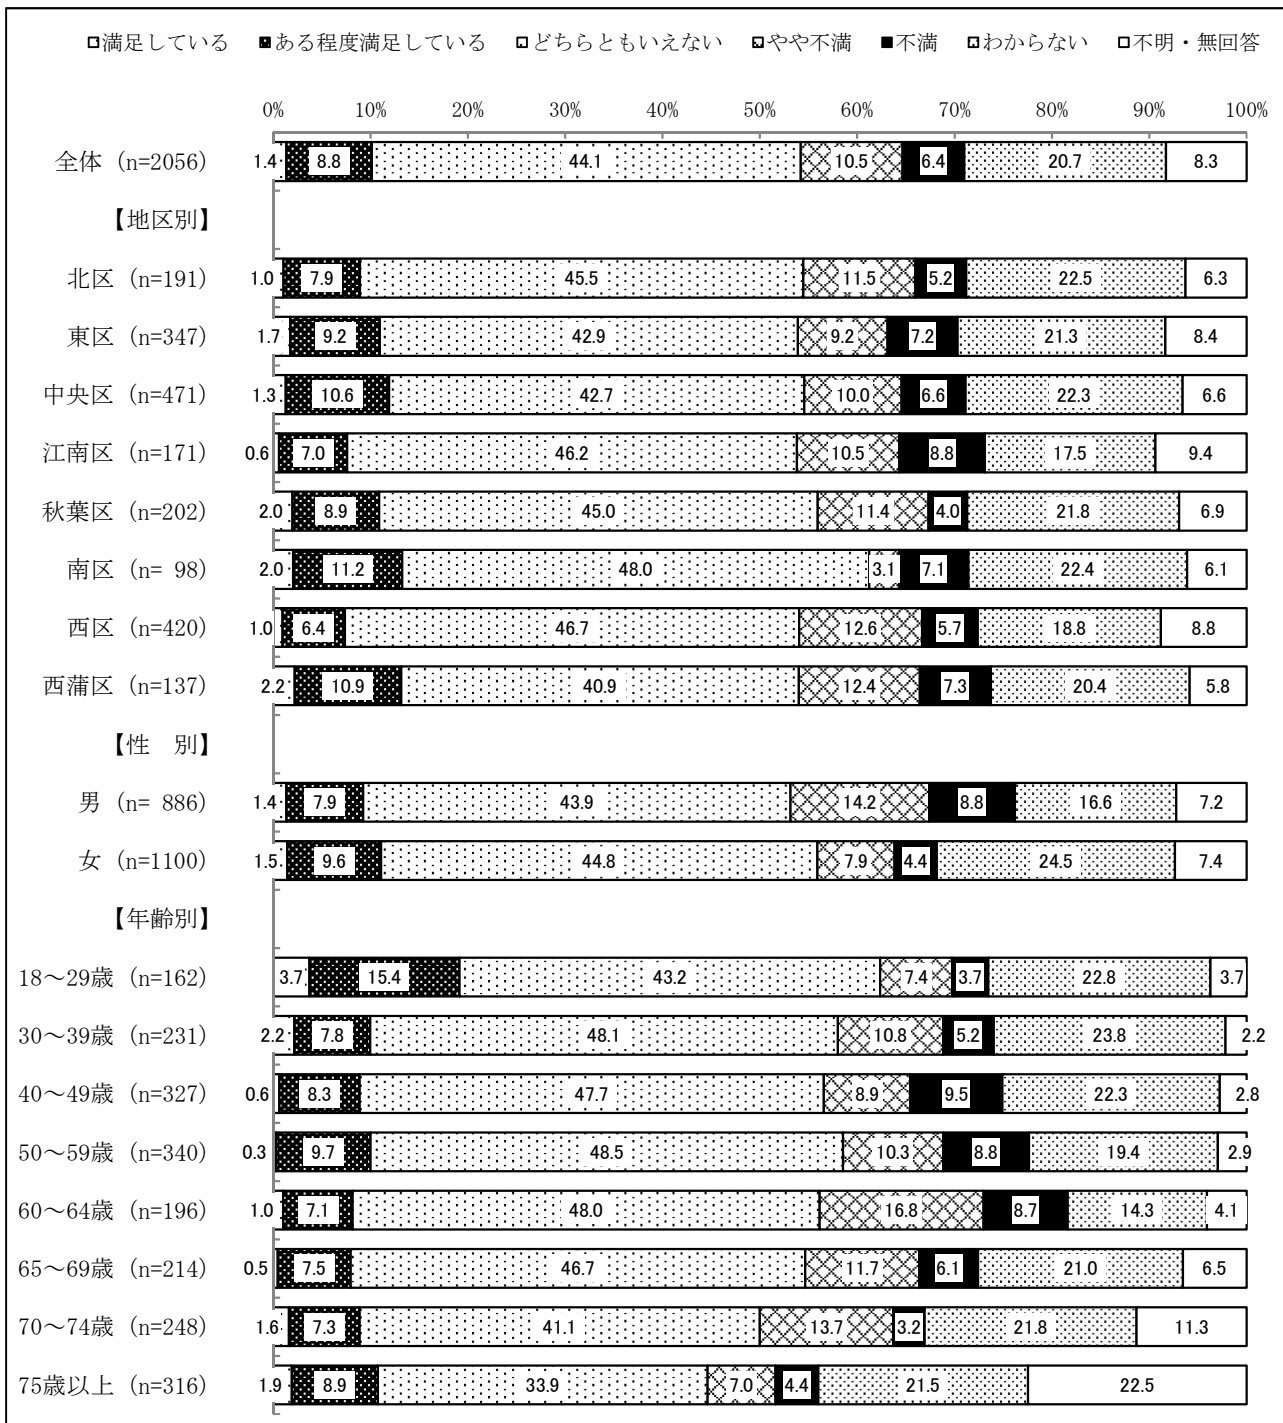 □満足している ■ある程度満足している □どちらともいえない □やや不満 ■不満 □わからない □不明・無回答
0% 10% 20% 30% 40% 50% 60% 70% 80% 90% 100%
全体 (n=2056) 1.4 8.8 44.1 10.5 6.4 20.7 8.3
【地区別】
北区 (n=191) 1.0 7.9 45.5 11.5 5.2 22.5 6.3
東区 (n=347) 1.7 9.2 42.9 9.2 7.2 21.3 8.4
中央区 (n=471) 1.3 10.6 42.7 10.0 6.6 22.3 6.6
江南区 (n=171) 0.6 7.0 46.2 10.5 8.8 17.5 9.4
秋葉区 (n=202) 2.0 8.9 45.0 11.4 4.0 21.8 6.9
南区 (n= 98) 2.0 11.2 48.0 3.1 7.1 22.4 6.1
西区 (n=420) 1.0 6.4 46.7 12.6 5.7 18.8 8.8
西蒲区 (n=137) 2.2 10.9 40.9 12.4 7.3 20.4 5.8
【性　別】
男 (n= 886) 1.4 7.9 43.9 14.2 8.8 16.6 7.2
女 (n=1100) 1.5 9.6 44.8 7.9 4.4 24.5 7.4
【年齢別】
18～29歳 (n=162) 3.7 15.4 43.2 7.4 3.7 22.8 3.7
30～39歳 (n=231) 2.2 7.8 48.1 10.8 5.2 23.8 2.2
40～49歳 (n=327) 0.6 8.3 47.7 8.9 9.5 22.3 2.8
50～59歳 (n=340) 0.3 9.7 48.5 10.3 8.8 19.4 2.9
60～64歳 (n=196) 1.0 7.1 48.0 16.8 8.7 14.3 4.1
65～69歳 (n=214) 0.5 7.5 46.7 11.7 6.1 21.0 6.5
70～74歳 (n=248) 1.6 7.3 41.1 13.7 3.2 21.8 11.3
75歳以上 (n=316) 1.9 8.9 33.9 7.0 4.4 21.5 22.5